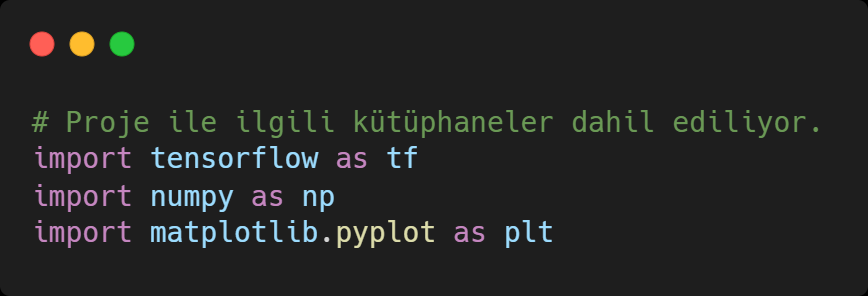 # Proje ile ilgili kütüphaneler dahil ediliyor.
import tensorflow as tf
import numpy as np
import matplotlib.pyplot as plt